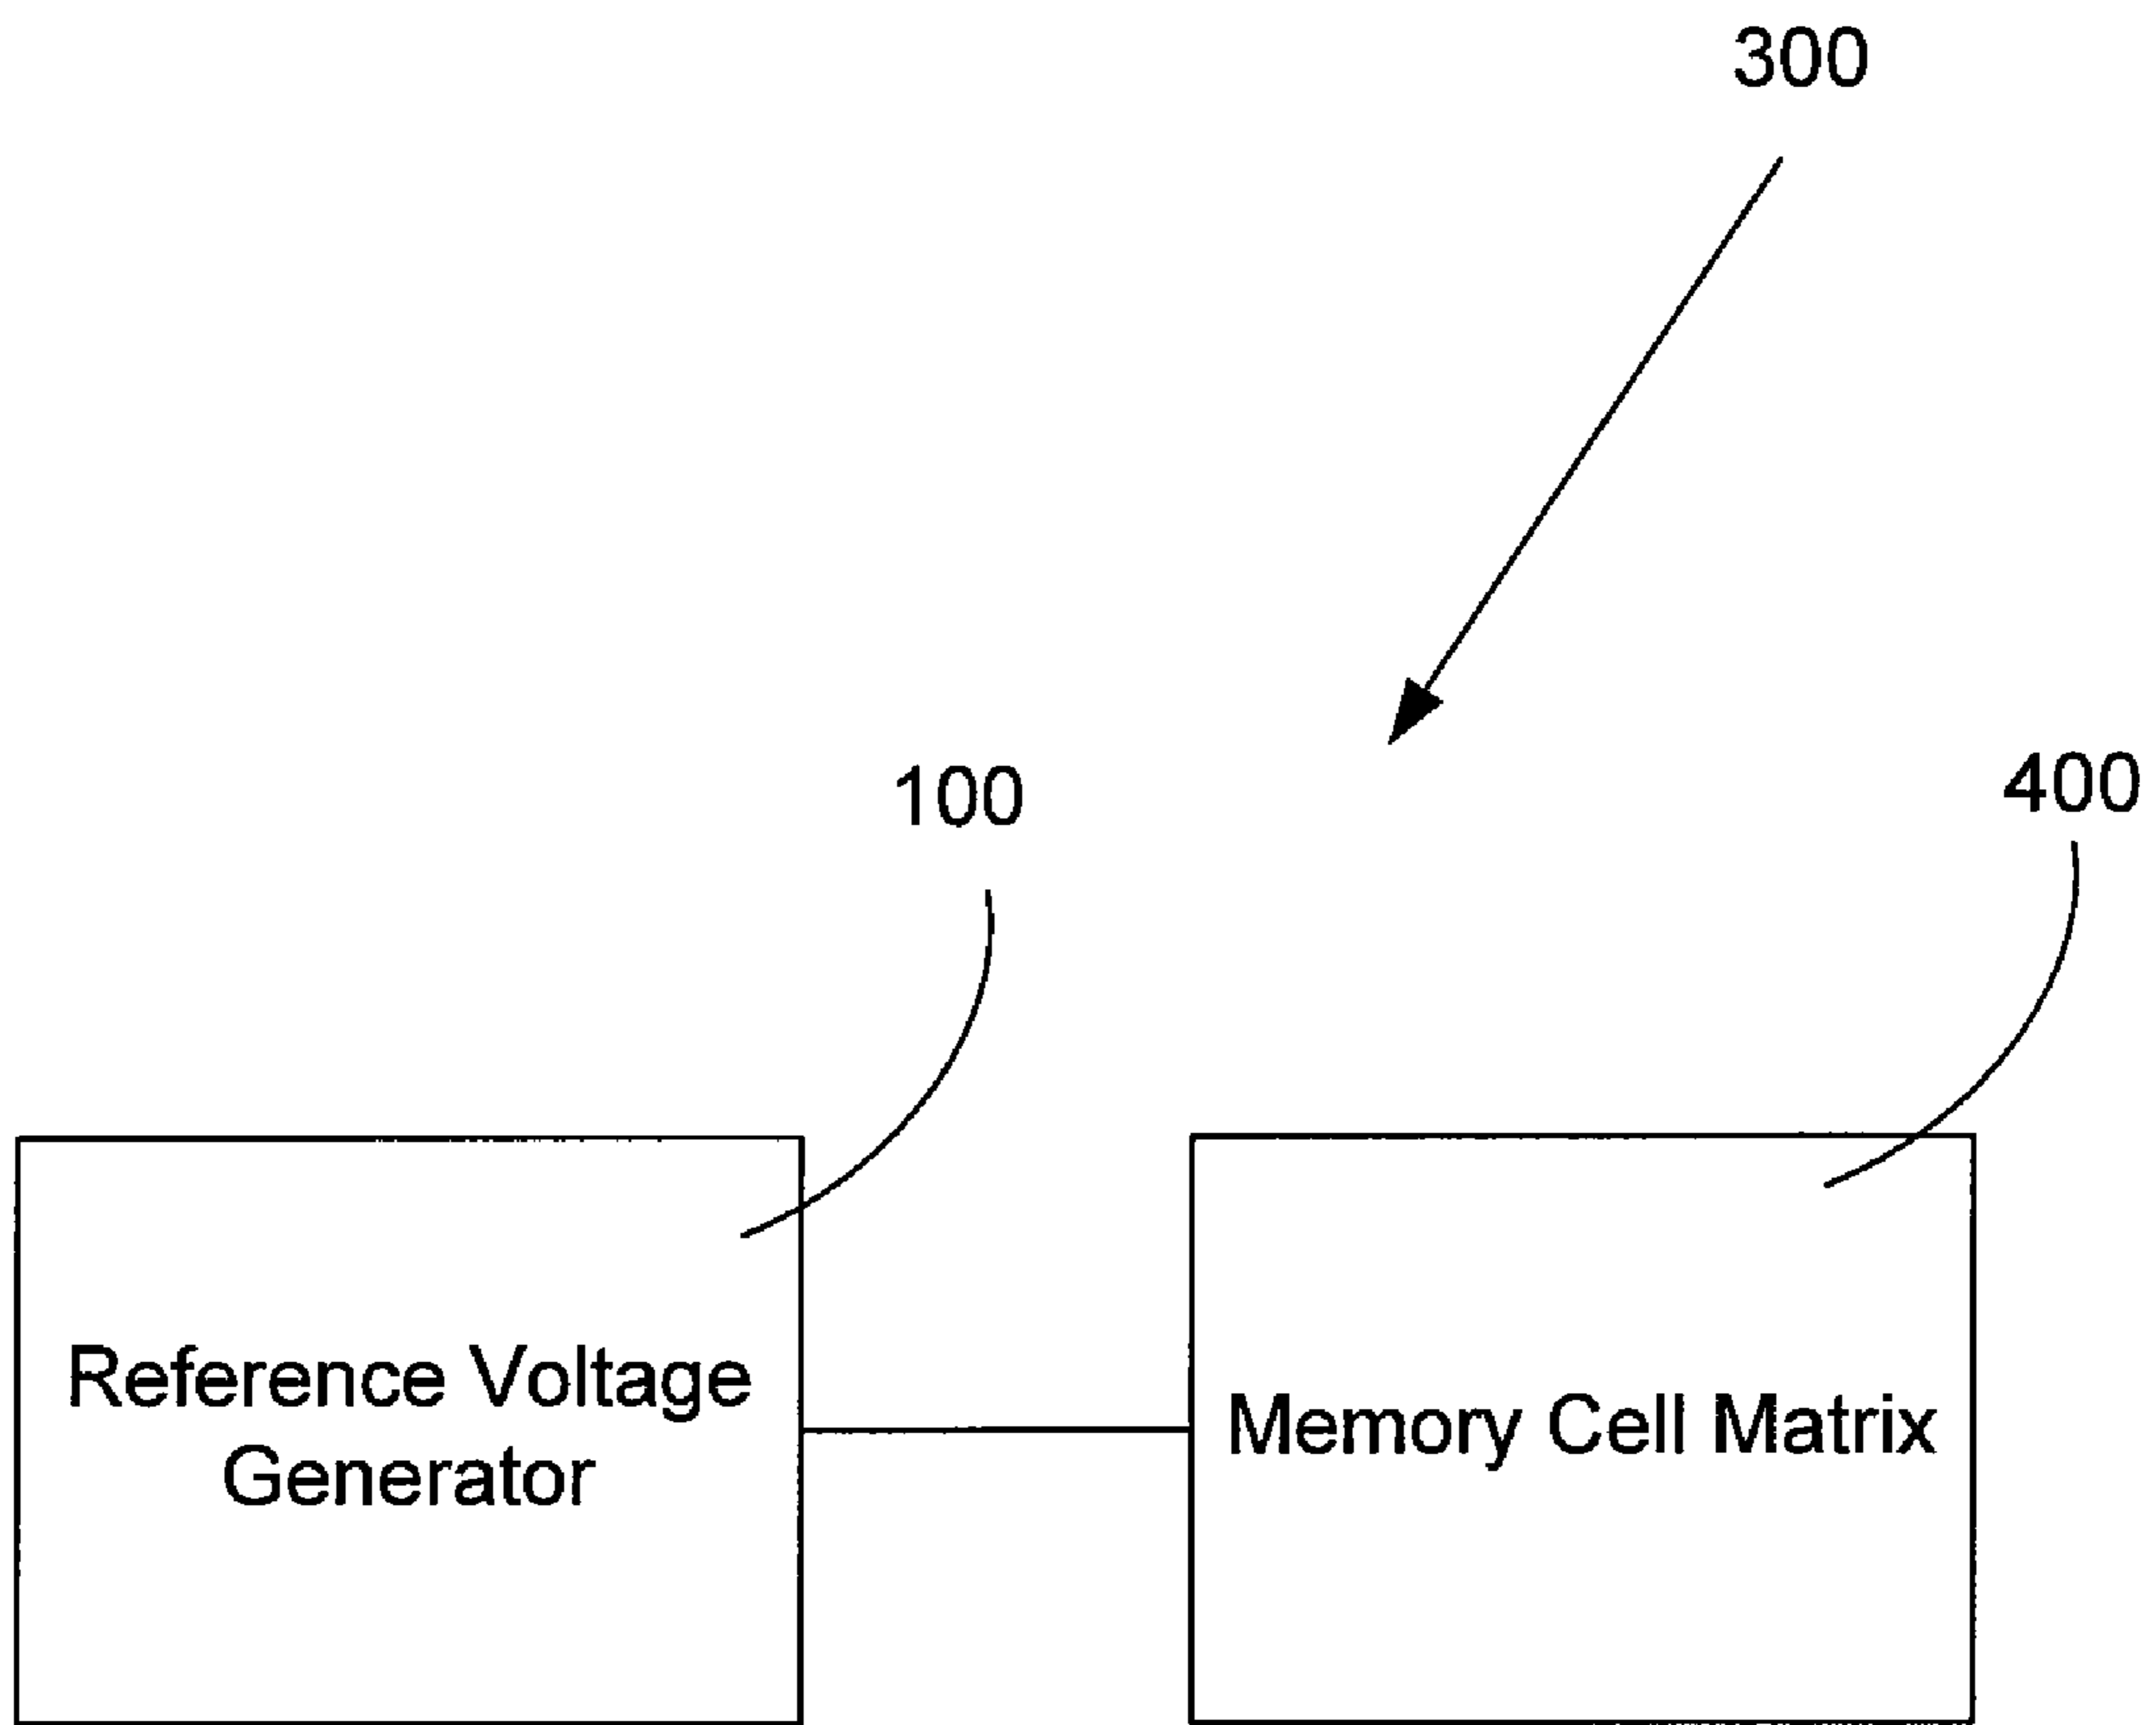 300
100
400
Reference Voltage
Generator
Memory Cell Matrix